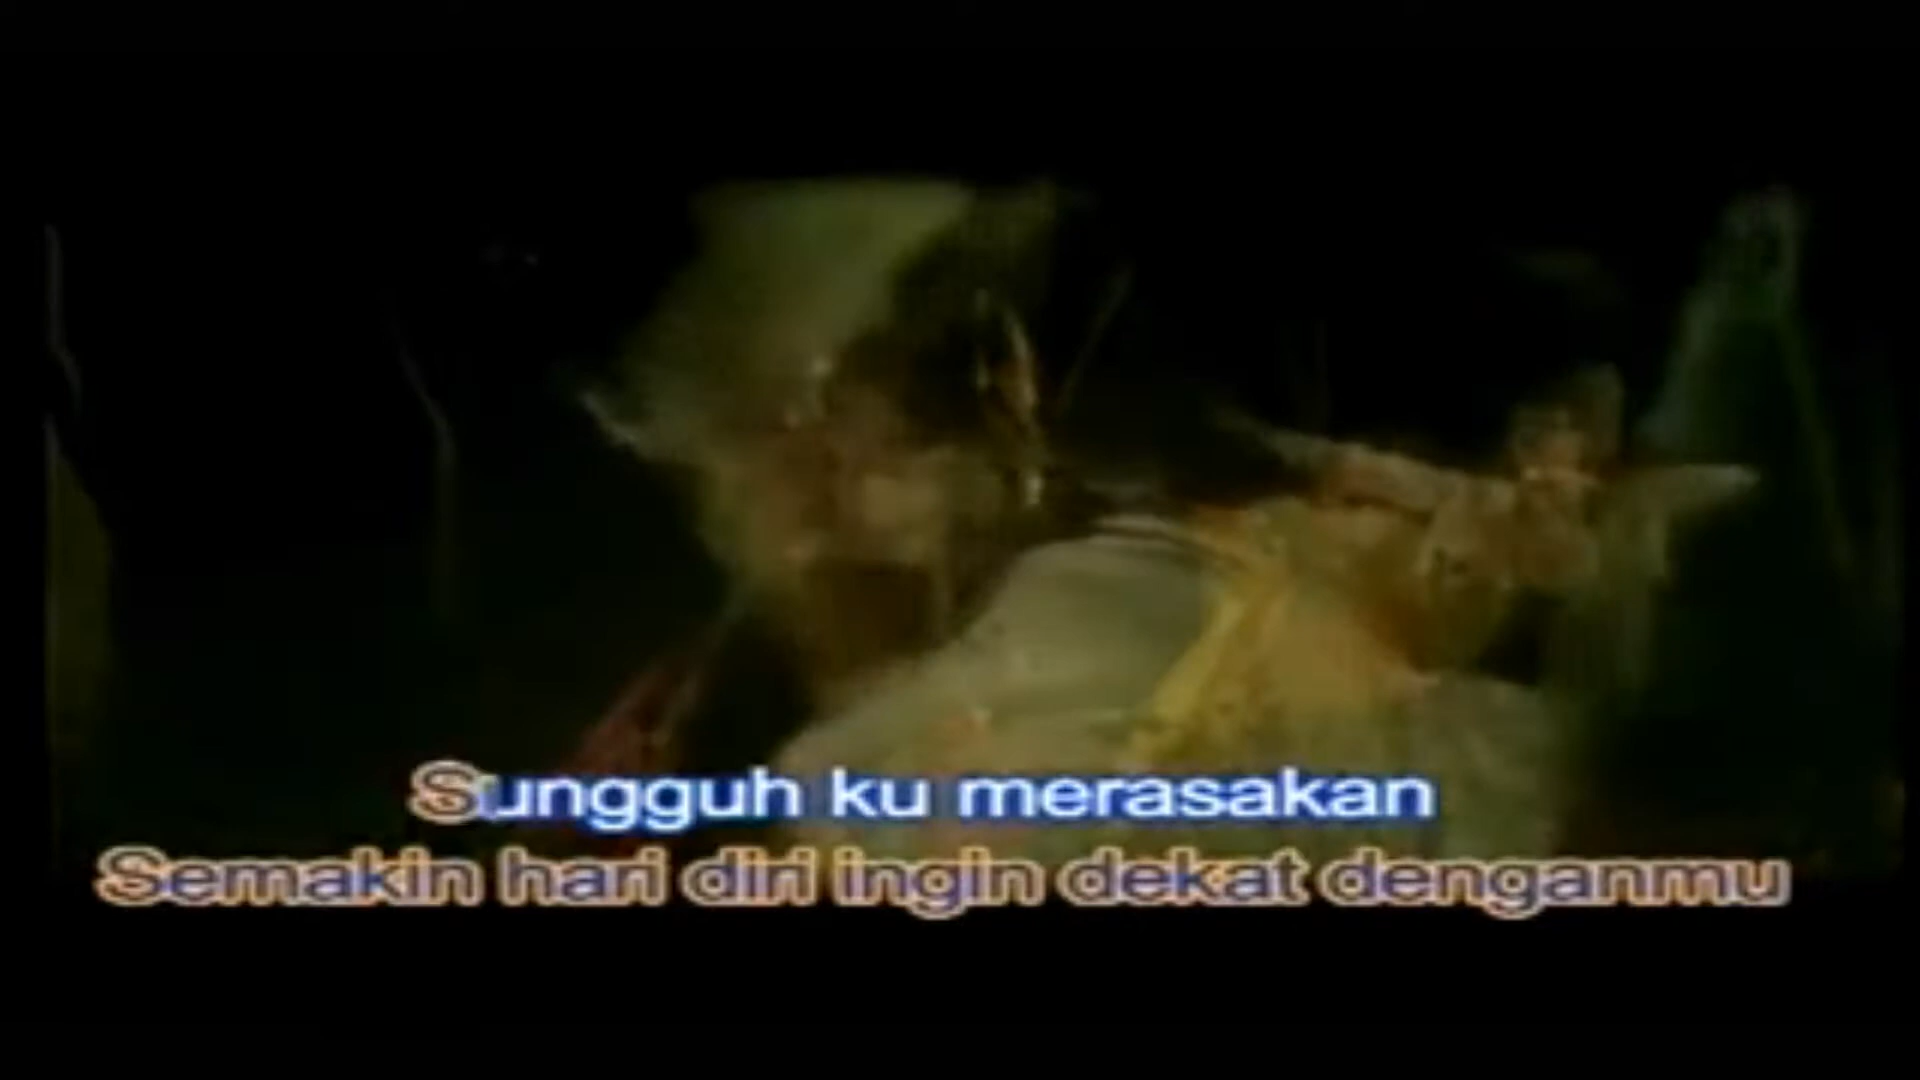 Sungguh ku merasakan
Semakin hari diri ingin dekat denganmu